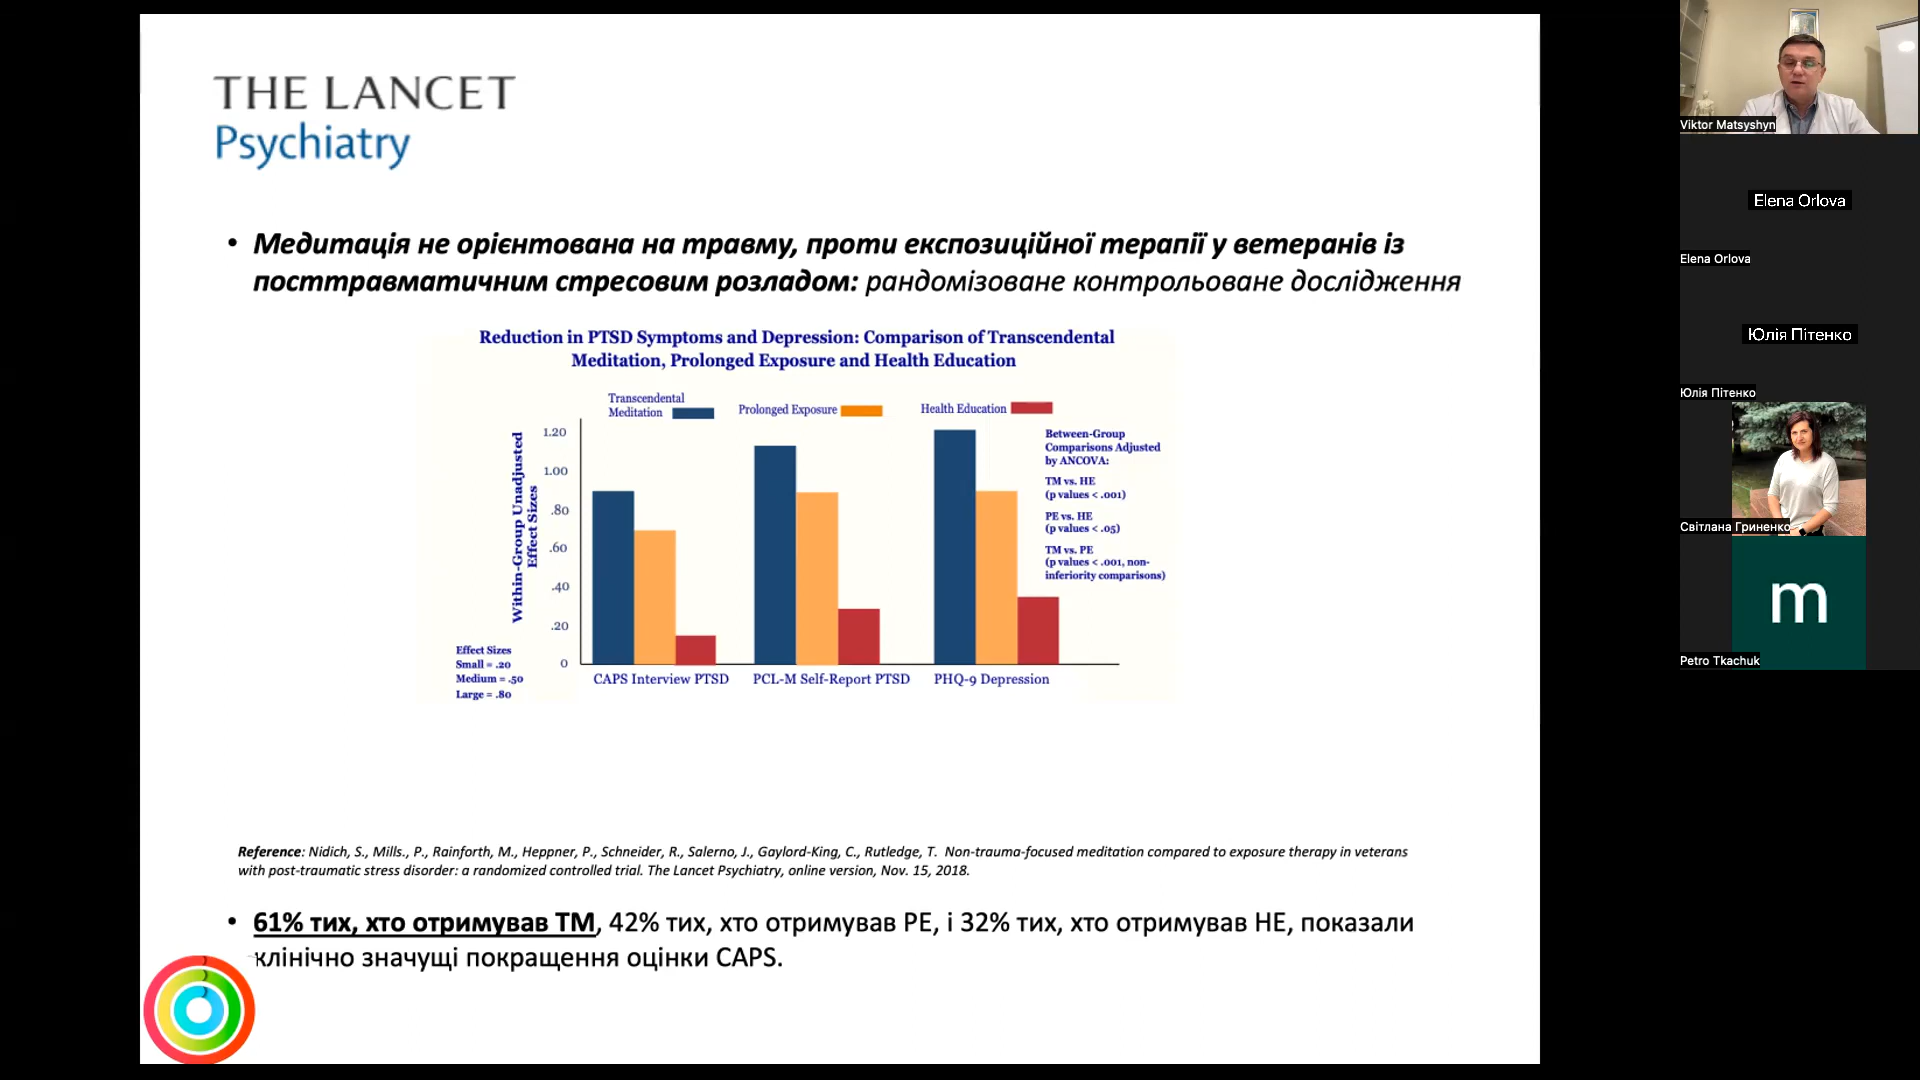 THE LANCET
Psychiatry
• Медитація не орієнтована на травму, проти експозиційної терапії у ветеранів із
посттравматичним стресовим розладом: рандомізоване контрольоване дослідження
Reduction in PTSD Symptoms and Depression: Comparison of Transcendental
Meditation, Prolonged Exposure and Health Education
Transcendental
Meditation
Prolonged Exposure
Health Education
Within-Group Unadjusted
Effect Sizes
1.20
1.00
.80
.60
.40
.20
0
Between-Group
Comparisons Adjusted
by ANCOVA:
TM vs. HE
(p values < .001)
PE vs. HE
(p values < .05)
TM vs. PE
(p values < .001, non-
inferiority comparisons)
Effect Sizes
Small = .20
Medium = .50
Large = .80
CAPS Interview PTSD
PCL-M Self-Report PTSD
PHQ-9 Depression
Reference: Nidich, S., Mills., P., Rainforth, M., Heppner, P., Schneider, R., Salerno, J., Gaylord-King, C., Rutledge, T. Non-trauma-focused meditation compared to exposure therapy in veterans
with post-traumatic stress disorder: a randomized controlled trial. The Lancet Psychiatry, online version, Nov. 15, 2018.
• 61% тих, хто отримував ТМ, 42% тих, хто отримував PE, і 32% тих, хто отримував HE, показали
клінічно значущі покращення оцінки CAPS.
Viktor Matsyshyn
Elena Orlova
Elena Orlova
Юлія Пітенко
Юлія Пітенко
Світлана Гриненко
m
Petro Tkachuk